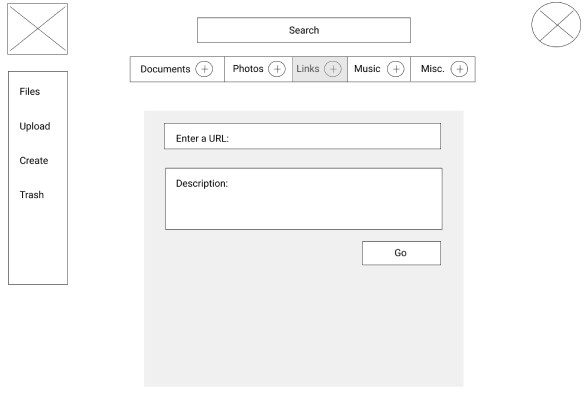 Search
Documents + Photos + Links + Music + Misc. +
Files
Upload
Create
Trash
Enter a URL:
Description:
Go